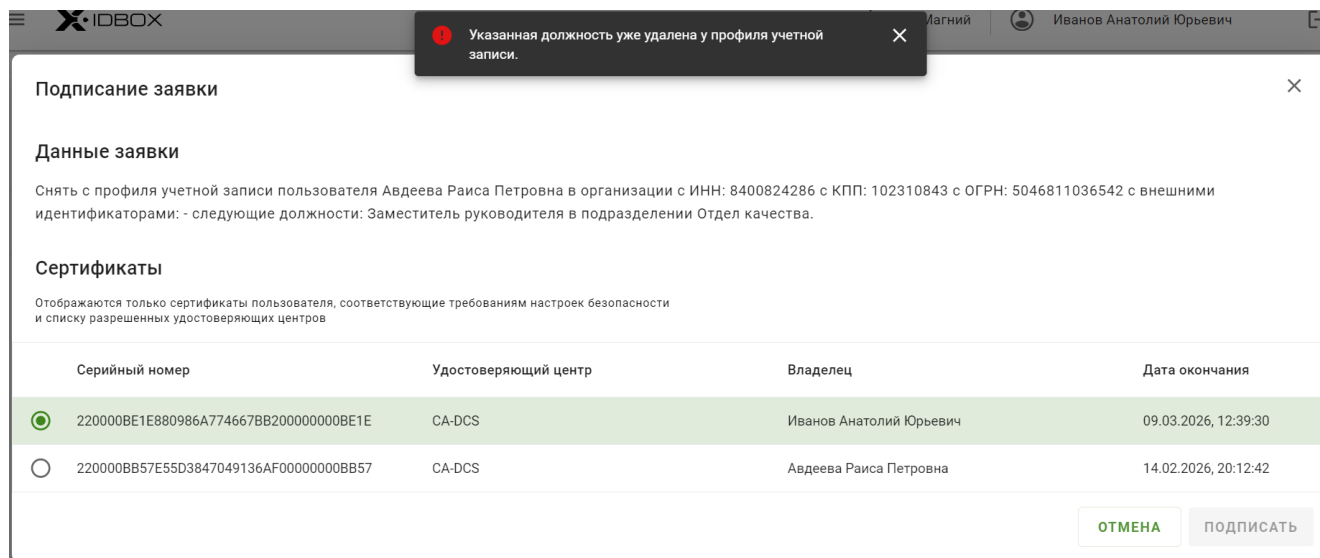 IDBOX
Магний
Иванов Анатолий Юрьевич
Указанная должность уже удалена у профиля учетной
записи.
Подписание заявки
Данные заявки
Снять с профиля учетной записи пользователя Авдеева Раиса Петровна в организации с ИНН: 8400824286 с КПП: 102310843 с ОГРН: 5046811036542 с внешними
идентификаторами: - следующие должности: Заместитель руководителя в подразделении Отдел качества.
Сертификаты
Отображаются только сертификаты пользователя, соответствующие требованиям настроек безопасности
и списку разрешенных удостоверяющих центров
Серийный номер Удостоверяющий центр Владелец Дата окончания
220000BE1E880986A774667BB200000000BE1E CA-DCS Иванов Анатолий Юрьевич 09.03.2026, 12:39:30
220000BB57E55D3847049136AF00000000BB57 CA-DCS Авдеева Раиса Петровна 14.02.2026, 20:12:42
ОТМЕНА ПОДПИСАТЬ